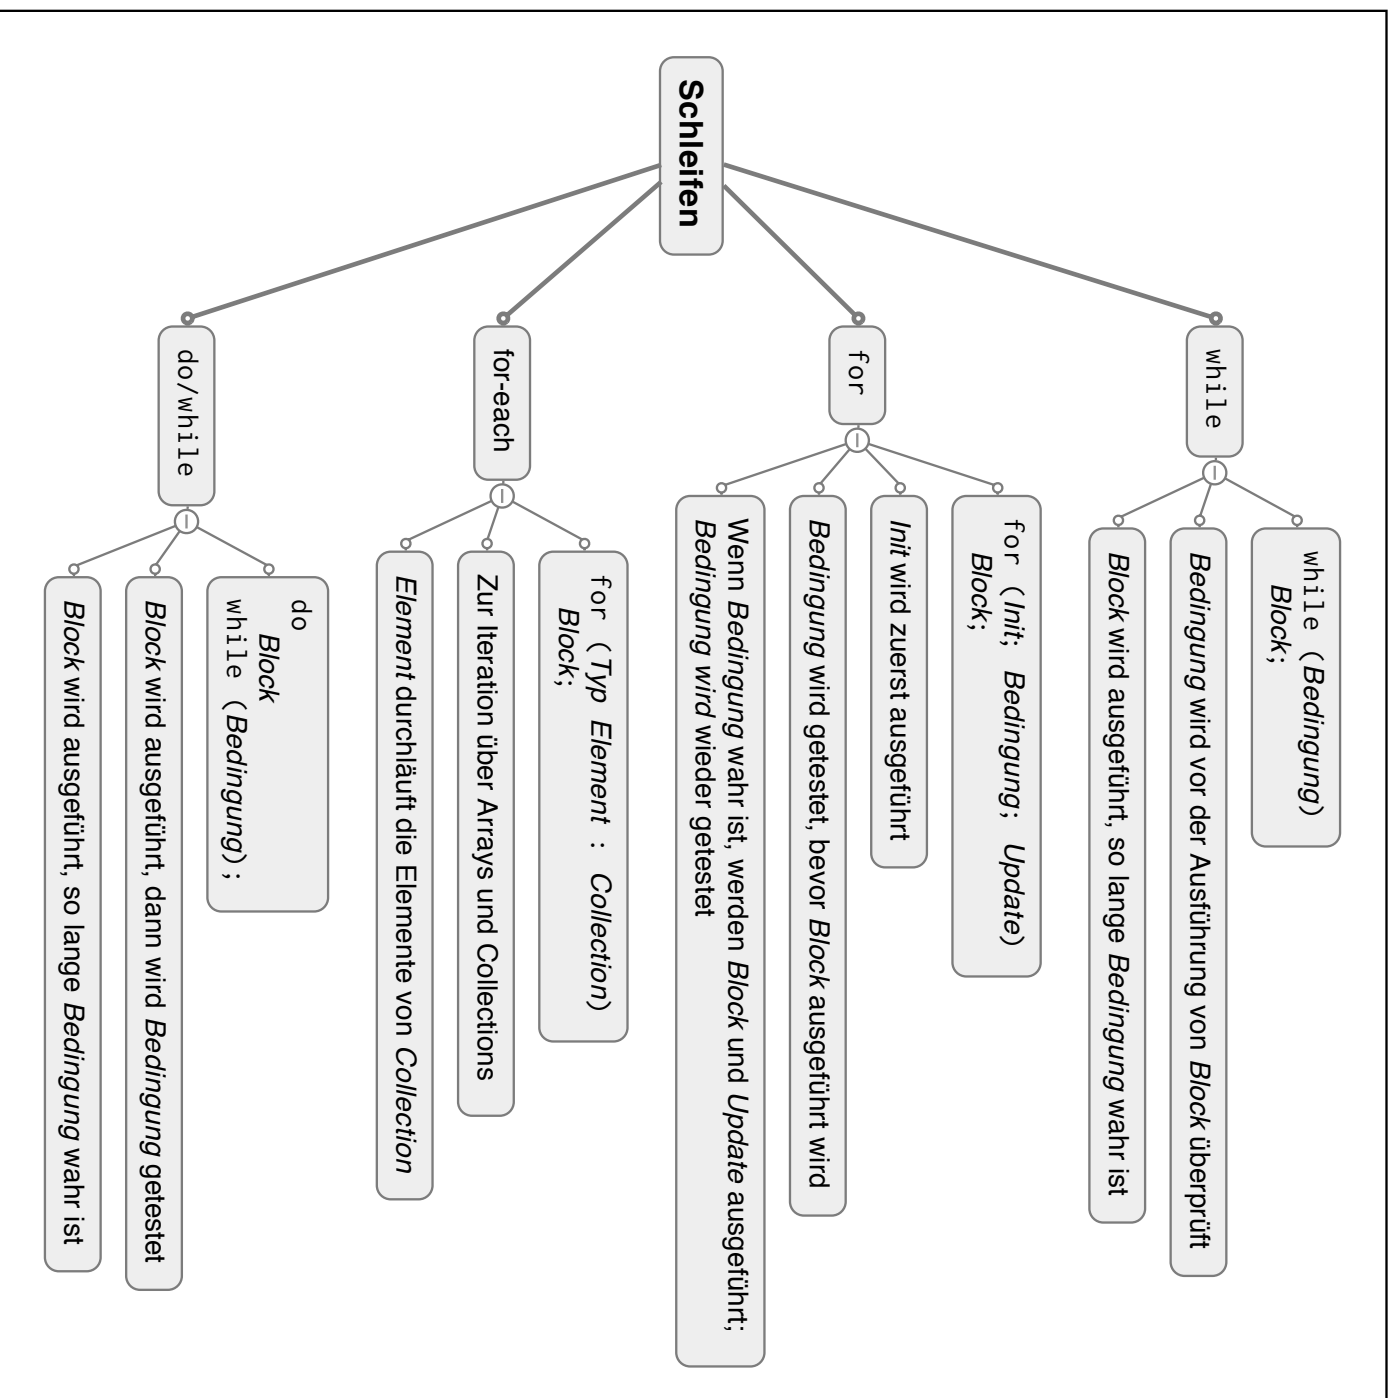 Schleifen
while
while (Bedingung)
Block;
Bedingung wird vor der Ausführung von Block überprüft
Block wird ausgeführt, so lange Bedingung wahr ist
for
for (Init; Bedingung; Update)
Block;
Init wird zuerst ausgeführt
Bedingung wird getestet, bevor Block ausgeführt wird
Wenn Bedingung wahr ist, werden Block und Update ausgeführt;
Bedingung wird wieder getestet
for-each
for (Typ Element : Collection)
Block;
Zur Iteration über Arrays und Collections
Element durchläuft die Elemente von Collection
do/while
do
Block
while (Bedingung);
Block wird ausgeführt, dann wird Bedingung getestet
Block wird ausgeführt, so lange Bedingung wahr ist